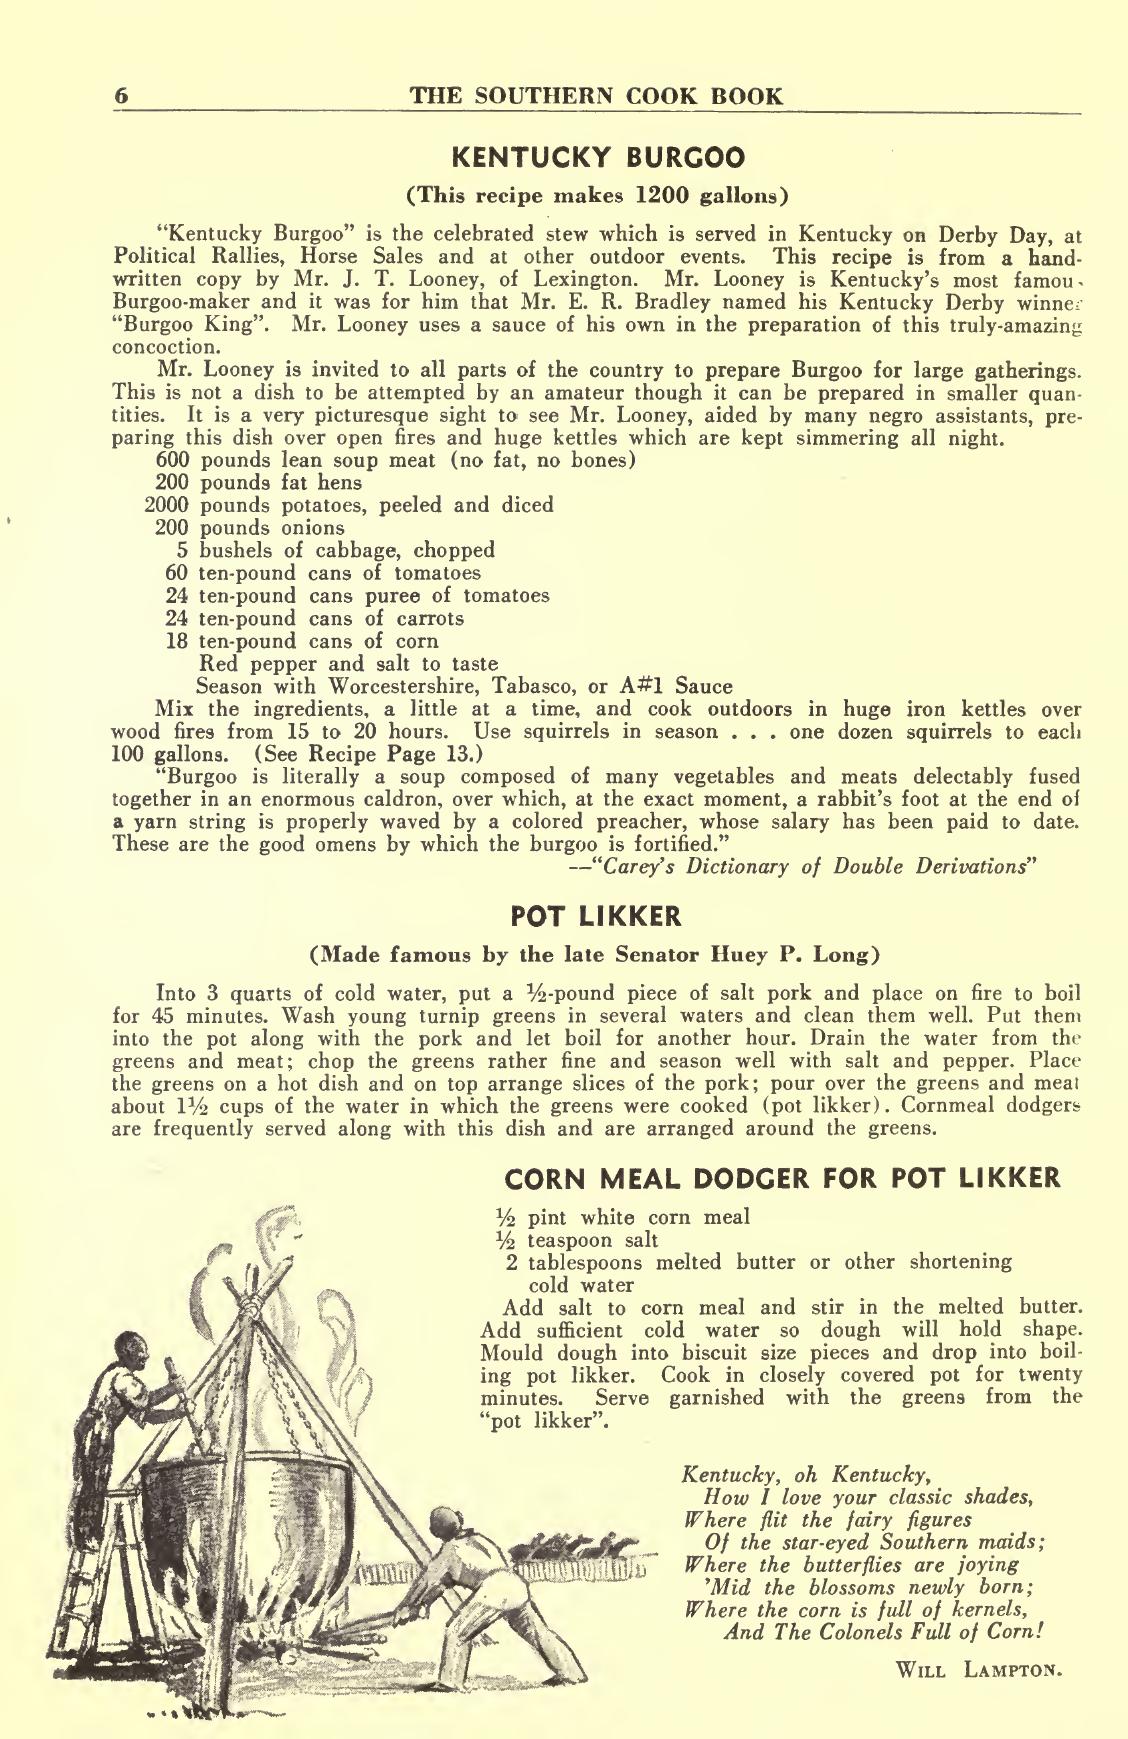 6 THE SOUTHERN COOK BOOK
KENTUCKY BURGOO
(This recipe makes 1200 gallons)
“Kentucky Burgoo” is the celebrated stew which is served in Kentucky on Derby Day, at
Political Rallies, Horse Sales and at other outdoor events. This recipe is from a hand-
written copy by Mr. J. T. Looney, of Lexington. Mr. Looney is Kentucky’s most famou
Burgoo-maker and it was for him that Mr. E. R. Bradley named his Kentucky Derby winner
“Burgoo King”. Mr. Looney uses a sauce of his own in the preparation of this truly-amazing
concoction.
Mr. Looney is invited to all parts of the country to prepare Burgoo for large gatherings.
This is not a dish to be attempted by an amateur though it can be prepared in smaller quan-
tities. It is a very picturesque sight to see Mr. Looney, aided by many negro assistants, pre-
paring this dish over open fires and huge kettles which are kept simmering all night.
600 pounds lean soup meat (no fat, no bones)
200 pounds fat hens
2000 pounds potatoes, peeled and diced
200 pounds onions
5 bushels of cabbage, chopped
60 ten-pound cans of tomatoes
24 ten-pound cans puree of tomatoes
24 ten-pound cans of carrots
18 ten-pound cans of corn
Red pepper and salt to taste
Season with Worcestershire, Tabasco, or A#1 Sauce
Mix the ingredients, a little at a time, and cook outdoors in huge iron kettles over
wood fires from 15 to 20 hours. Use squirrels in season . . . one dozen squirrels to each
100 gallons. (See Recipe Page 13.)
“Burgoo is literally a soup composed of many vegetables and meats delectably fused
together in an enormous caldron, over which, at the exact moment, a rabbit’s foot at the end of
a yarn string is properly waved by a colored preacher, whose salary has been paid to date.
These are the good omens by which the burgoo is fortified.”
—“Carey’s Dictionary of Double Derivations”
POT LIKKER
(Made famous by the late Senator Huey P. Long)
Into 3 quarts of cold water, put a ½-pound piece of salt pork and place on fire to boil
for 45 minutes. Wash young turnip greens in several waters and clean them well. Put them
into the pot along with the pork and let boil for another hour. Drain the water from the
greens and meat; chop the greens rather fine and season well with salt and pepper. Place
the greens on a hot dish and on top arrange slices of the pork; pour over the greens and meat
about 1½ cups of the water in which the greens were cooked (pot likker). Cornmeal dodgers
are frequently served along with this dish and are arranged around the greens.
CORN MEAL DODGER FOR POT LIKKER
½ pint white corn meal
½ teaspoon salt
2 tablespoons melted butter or other shortening
cold water
Add salt to corn meal and stir in the melted butter.
Add sufficient cold water so dough will hold shape.
Mould dough into biscuit size pieces and drop into boil-
ing pot likker. Cook in closely covered pot for twenty
minutes. Serve garnished with the greens from the
“pot likker”.
Kentucky, oh Kentucky,
How I love your classic shades,
Where flit the fairy figures
Of the star-eyed Southern maids;
Where the butterflies are joying
’Mid the blossoms newly born;
Where the corn is full of kernels,
And The Colonels Full of Corn!
WILL LAMPTON.